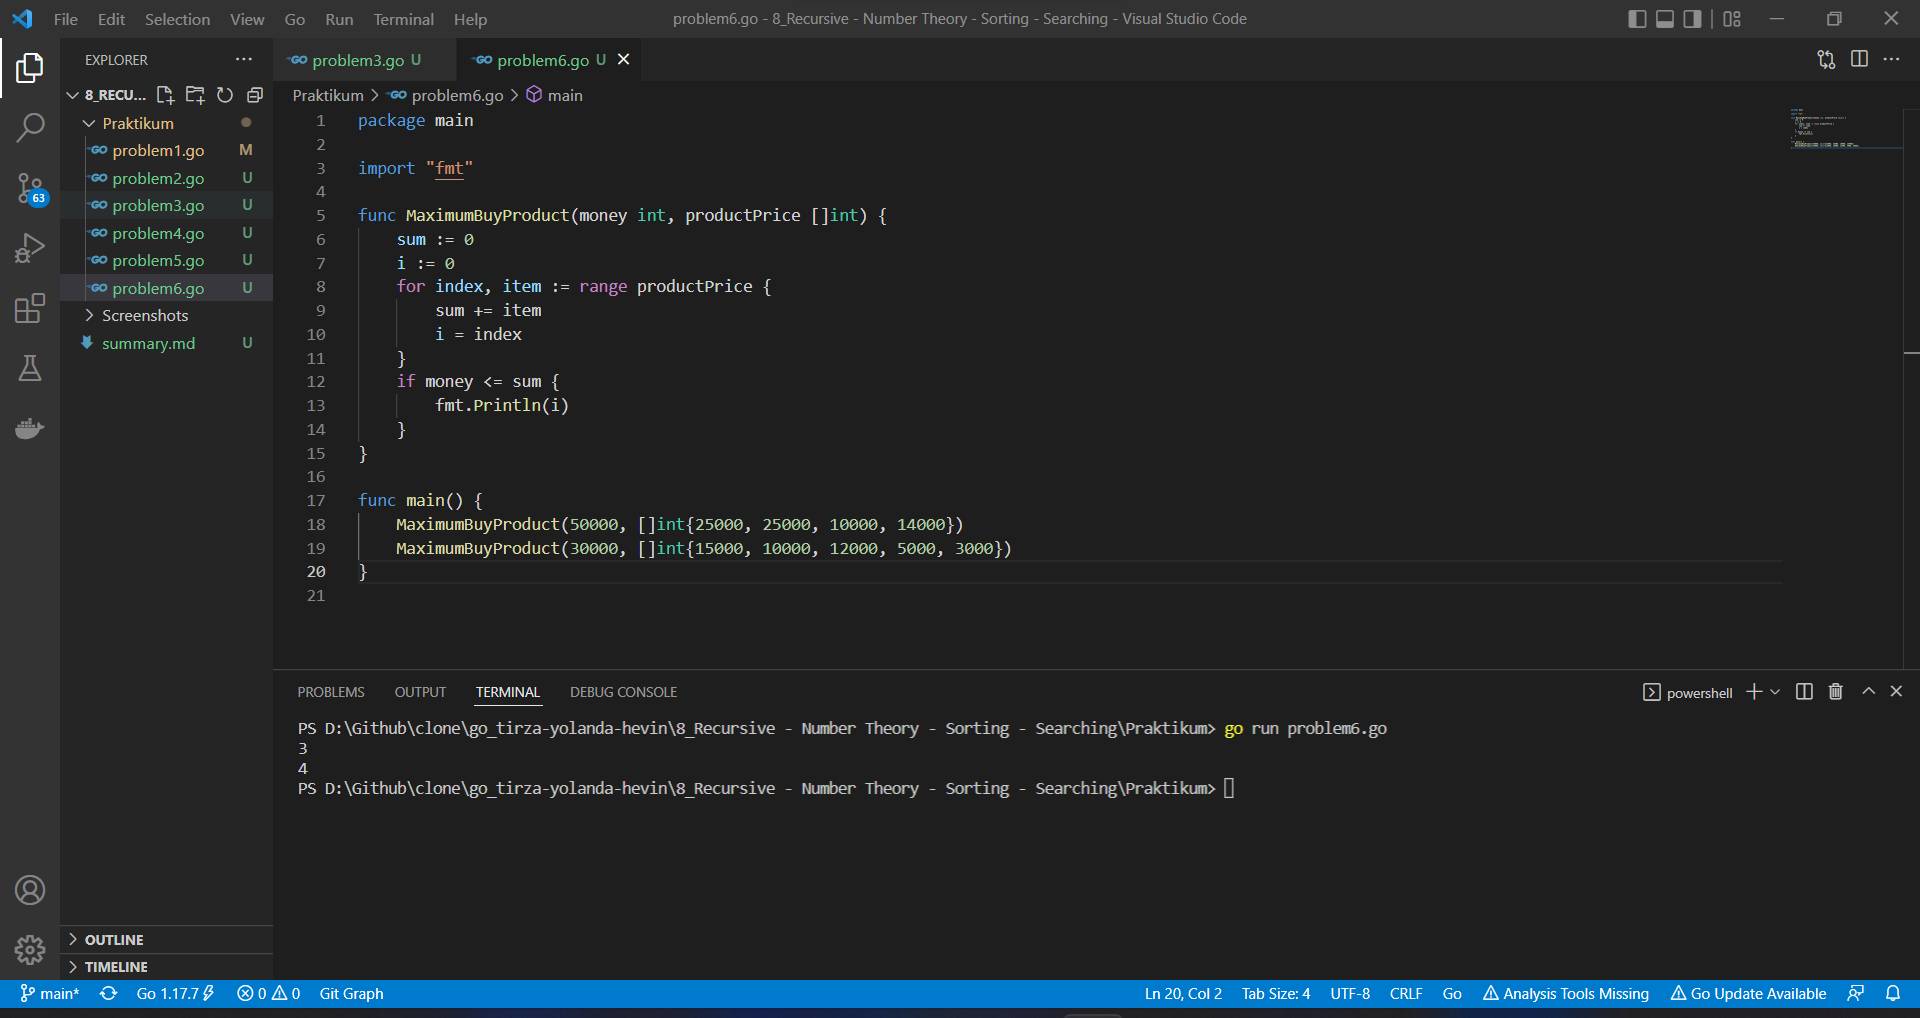 File Edit Selection View Go Run Terminal Help
problem6.go - 8_Recursive - Number Theory - Sorting - Searching - Visual Studio Code
EXPLORER
8_RECU...
Praktikum
problem1.go M
problem2.go U
problem3.go U
problem4.go U
problem5.go U
problem6.go U
Screenshots
summary.md U
63
OUTLINE
TIMELINE
problem3.go U
problem6.go U
Praktikum > problem6.go > main
1 package main
2
3 import "fmt"
4
5 func MaximumBuyProduct(money int, productPrice []int) {
6 sum := 0
7 i := 0
8 for index, item := range productPrice {
9 sum += item
10 i = index
11 }
12 if money <= sum {
13 fmt.Println(i)
14 }
15 }
16
17 func main() {
18 MaximumBuyProduct(50000, []int{25000, 25000, 10000, 14000})
19 MaximumBuyProduct(30000, []int{15000, 10000, 12000, 5000, 3000})
20 }
21
PROBLEMS OUTPUT TERMINAL DEBUG CONSOLE
powershell
PS D:\Github\clone\go_tirza-yolanda-hevin\8_Recursive - Number Theory - Sorting - Searching\Praktikum> go run problem6.go
3
4
PS D:\Github\clone\go_tirza-yolanda-hevin\8_Recursive - Number Theory - Sorting - Searching\Praktikum>
main* Go 1.17.7 0 0 Git Graph
Ln 20, Col 2 Tab Size: 4 UTF-8 CRLF Go Analysis Tools Missing Go Update Available